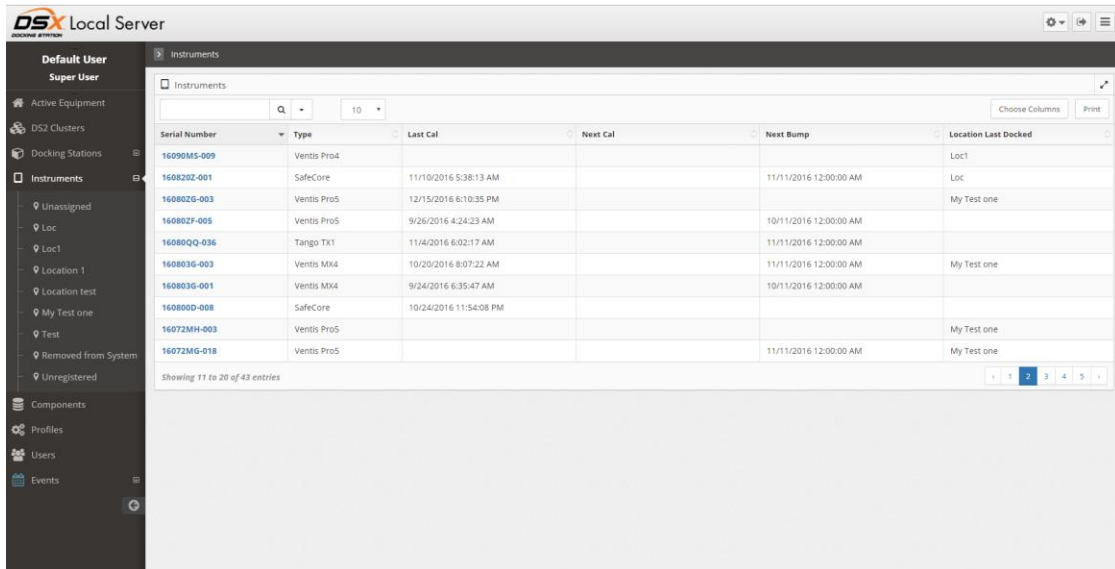 DSX Local Server
DOCKING STATION
Default User
Super User
Active Equipment
DS2 Clusters
Docking Stations
Instruments
Unassigned
Loc
Loc1
Location 1
Location test
My Test one
Test
Removed from System
Unregistered
Components
Profiles
Users
Events
Instruments
Instruments
10
Choose Columns Print
Serial Number Type Last Cal Next Cal Next Bump Location Last Docked
16090MS-009 Ventis Pro4 Loc1
160820Z-001 SafeCore 11/10/2016 5:38:13 AM 11/11/2016 12:00:00 AM Loc
16080ZG-003 Ventis Pro5 12/15/2016 6:10:35 PM My Test one
16080ZF-005 Ventis Pro5 9/26/2016 4:24:23 AM 10/11/2016 12:00:00 AM
16080QQ-036 Tango TX1 11/4/2016 6:02:17 AM 11/11/2016 12:00:00 AM
160803G-003 Ventis MX4 10/20/2016 8:07:22 AM 11/11/2016 12:00:00 AM My Test one
160803G-001 Ventis MX4 9/24/2016 6:35:47 AM 10/11/2016 12:00:00 AM
160800D-008 SafeCore 10/24/2016 11:54:08 PM
16072MH-003 Ventis Pro5 My Test one
16072MG-018 Ventis Pro5 11/11/2016 12:00:00 AM My Test one
Showing 11 to 20 of 43 entries
‹ 1 2 3 4 5 ›